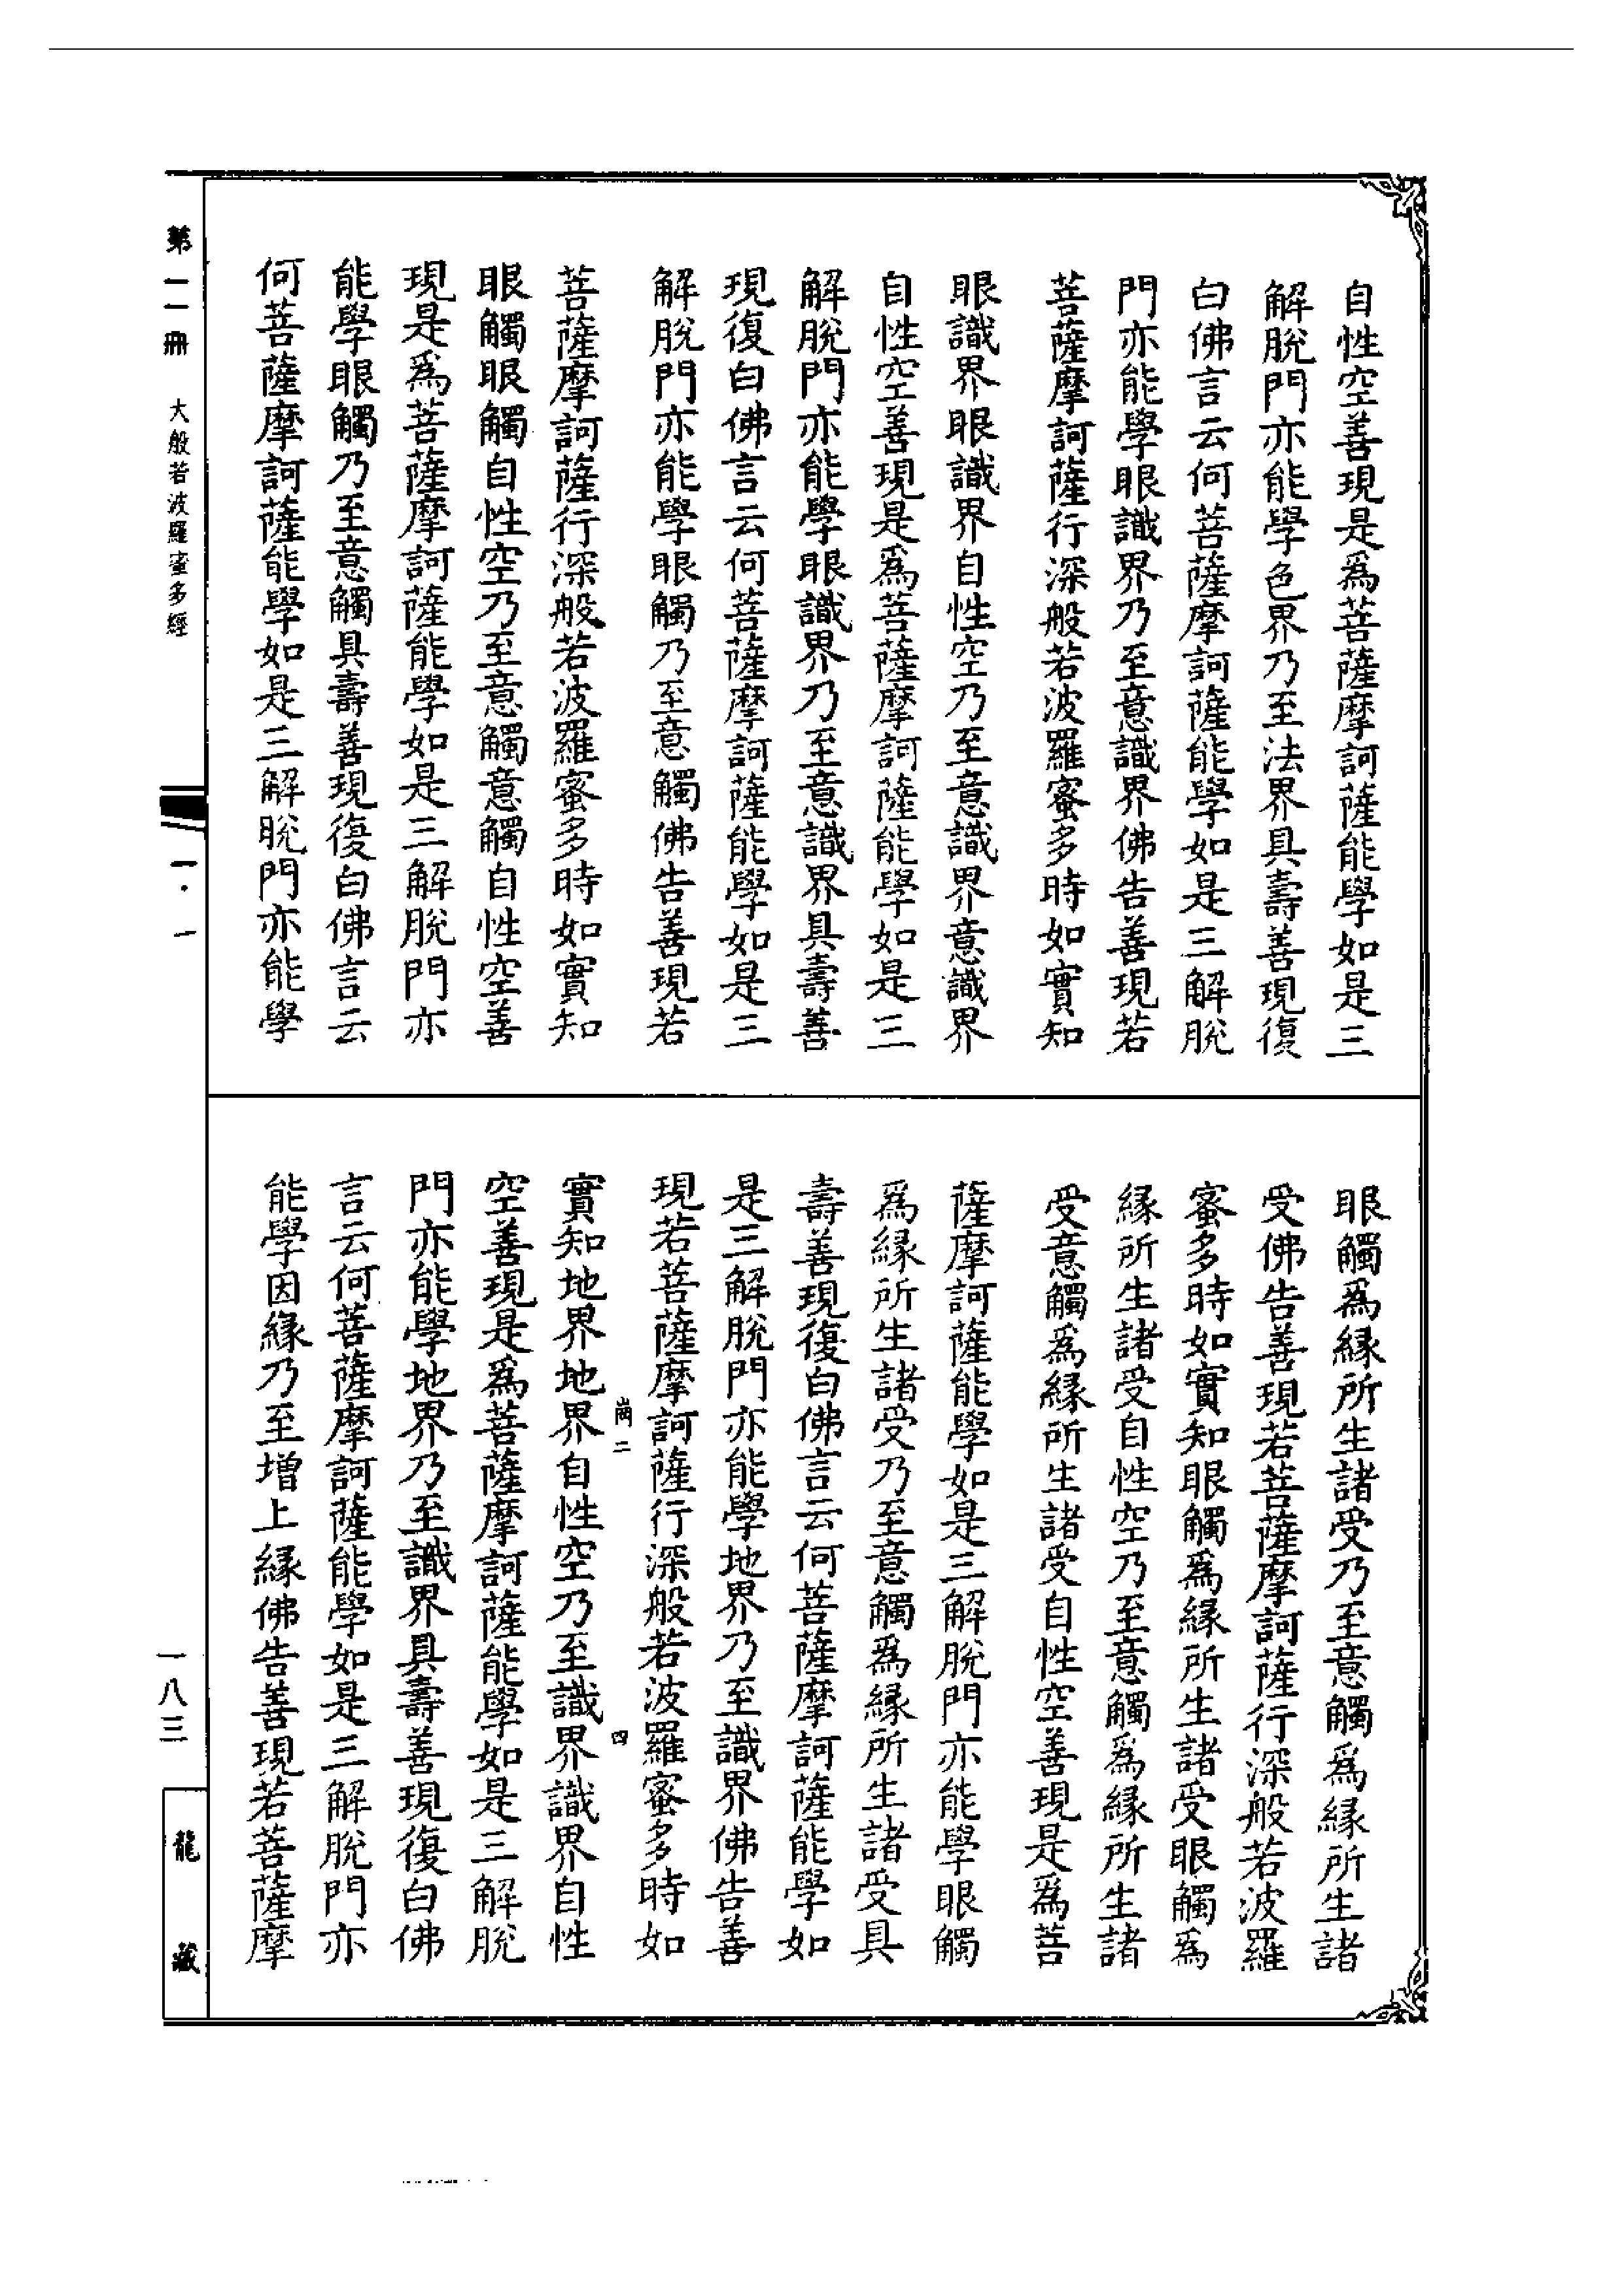 自性空善現是為菩薩摩訶薩能學如是三
解脫門亦能學色界乃至法界具壽善現復
白佛言云何菩薩摩訶薩能學如是三解脫
門亦能學眼識界乃至意識界佛告善現若
菩薩摩訶薩行深般若波羅蜜多時如實知
眼識界眼識界自性空乃至意識界意識界
自性空善現是為菩薩摩訶薩能學如是三
解脫門亦能學眼識界乃至意識界具壽善
現復白佛言云何菩薩摩訶薩能學如是三
解脫門亦能學眼觸乃至意觸佛告善現若
菩薩摩訶薩行深般若波羅蜜多時如實知
眼觸眼觸自性空乃至意觸意觸自性空善
現是為菩薩摩訶薩能學如是三解脫門亦
能學眼觸乃至意觸具壽善現復白佛言云
何菩薩摩訶薩能學如是三解脫門亦能學
眼觸為緣所生諸受乃至意觸為緣所生諸
受佛告善現若菩薩摩訶薩行深般若波羅
蜜多時如實知眼觸為緣所生諸受眼觸為
緣所生諸受自性空乃至意觸為緣所生諸
受意觸為緣所生諸受自性空善現是為菩
薩摩訶薩能學如是三解脫門亦能學眼觸
為緣所生諸受乃至意觸為緣所生諸受具
壽善現復白佛言云何菩薩摩訶薩能學如
是三解脫門亦能學地界乃至識界佛告善
現若菩薩摩訶薩行深般若波羅蜜多時如
崗二 四
實知地界地界自性空乃至識界識界自性
空善現是為菩薩摩訶薩能學如是三解脫
門亦能學地界乃至識界具壽善現復白佛
言云何菩薩摩訶薩能學如是三解脫門亦
能學因緣乃至增上緣佛告善現若菩薩摩
第一一冊 大般若波羅蜜多經
一·一
一八三
龍藏